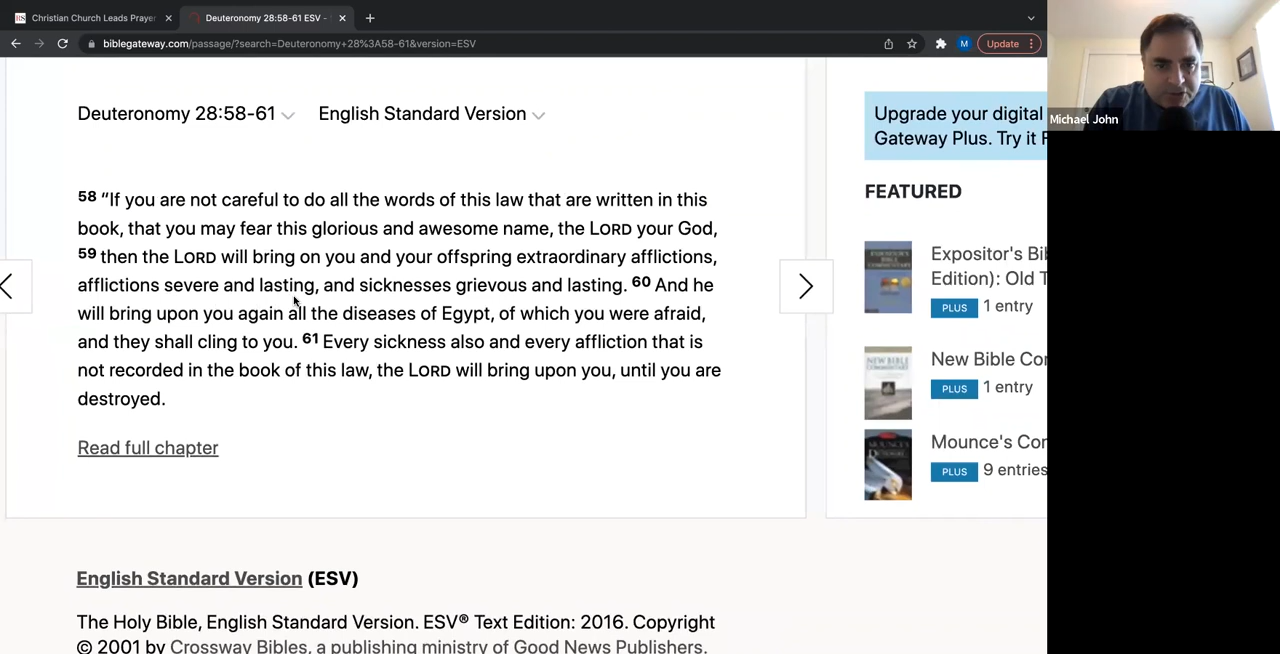 Christian Church Leads Prayer
Deuteronomy 28:58-61 ESV -
biblegateway.com/passage/?search=Deuteronomy+28%3A58-61&version=ESV
M
Update
Michael John
Deuteronomy 28:58-61
English Standard Version
58 “If you are not careful to do all the words of this law that are written in this
book, that you may fear this glorious and awesome name, the LORD your God,
59 then the LORD will bring on you and your offspring extraordinary afflictions,
afflictions severe and lasting, and sicknesses grievous and lasting. 60 And he
will bring upon you again all the diseases of Egypt, of which you were afraid,
and they shall cling to you. 61 Every sickness also and every affliction that is
not recorded in the book of this law, the LORD will bring upon you, until you are
destroyed.
Read full chapter
Upgrade your digital
Gateway Plus. Try it F
FEATURED
Expositor's Bi
Edition): Old T
PLUS 1 entry
New Bible Co
PLUS 1 entry
Mounce's Co
PLUS 9 entries
English Standard Version (ESV)
The Holy Bible, English Standard Version. ESV® Text Edition: 2016. Copyright
© 2001 by Crossway Bibles, a publishing ministry of Good News Publishers.